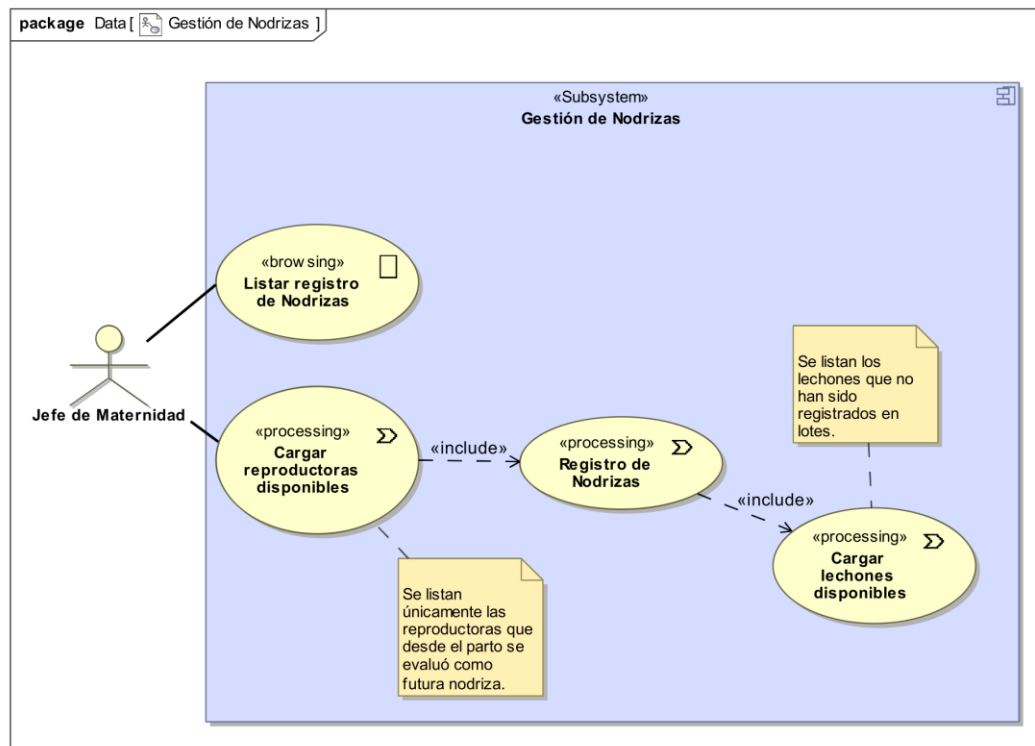 package Data [ Gestión de Nodrizas ]
«Subsystem»
Gestión de Nodrizas
«browsing»
Listar registro
de Nodrizas
Jefe de Maternidad
«processing»
Cargar
reproductoras
disponibles
«include»
«processing»
Registro de
Nodrizas
«include»
Se listan los
lechones que no
han sido
registrados en
lotes.
«processing»
Cargar
lechones
disponibles
Se listan
únicamente las
reproductoras que
desde el parto se
evaluó como
futura nodriza.